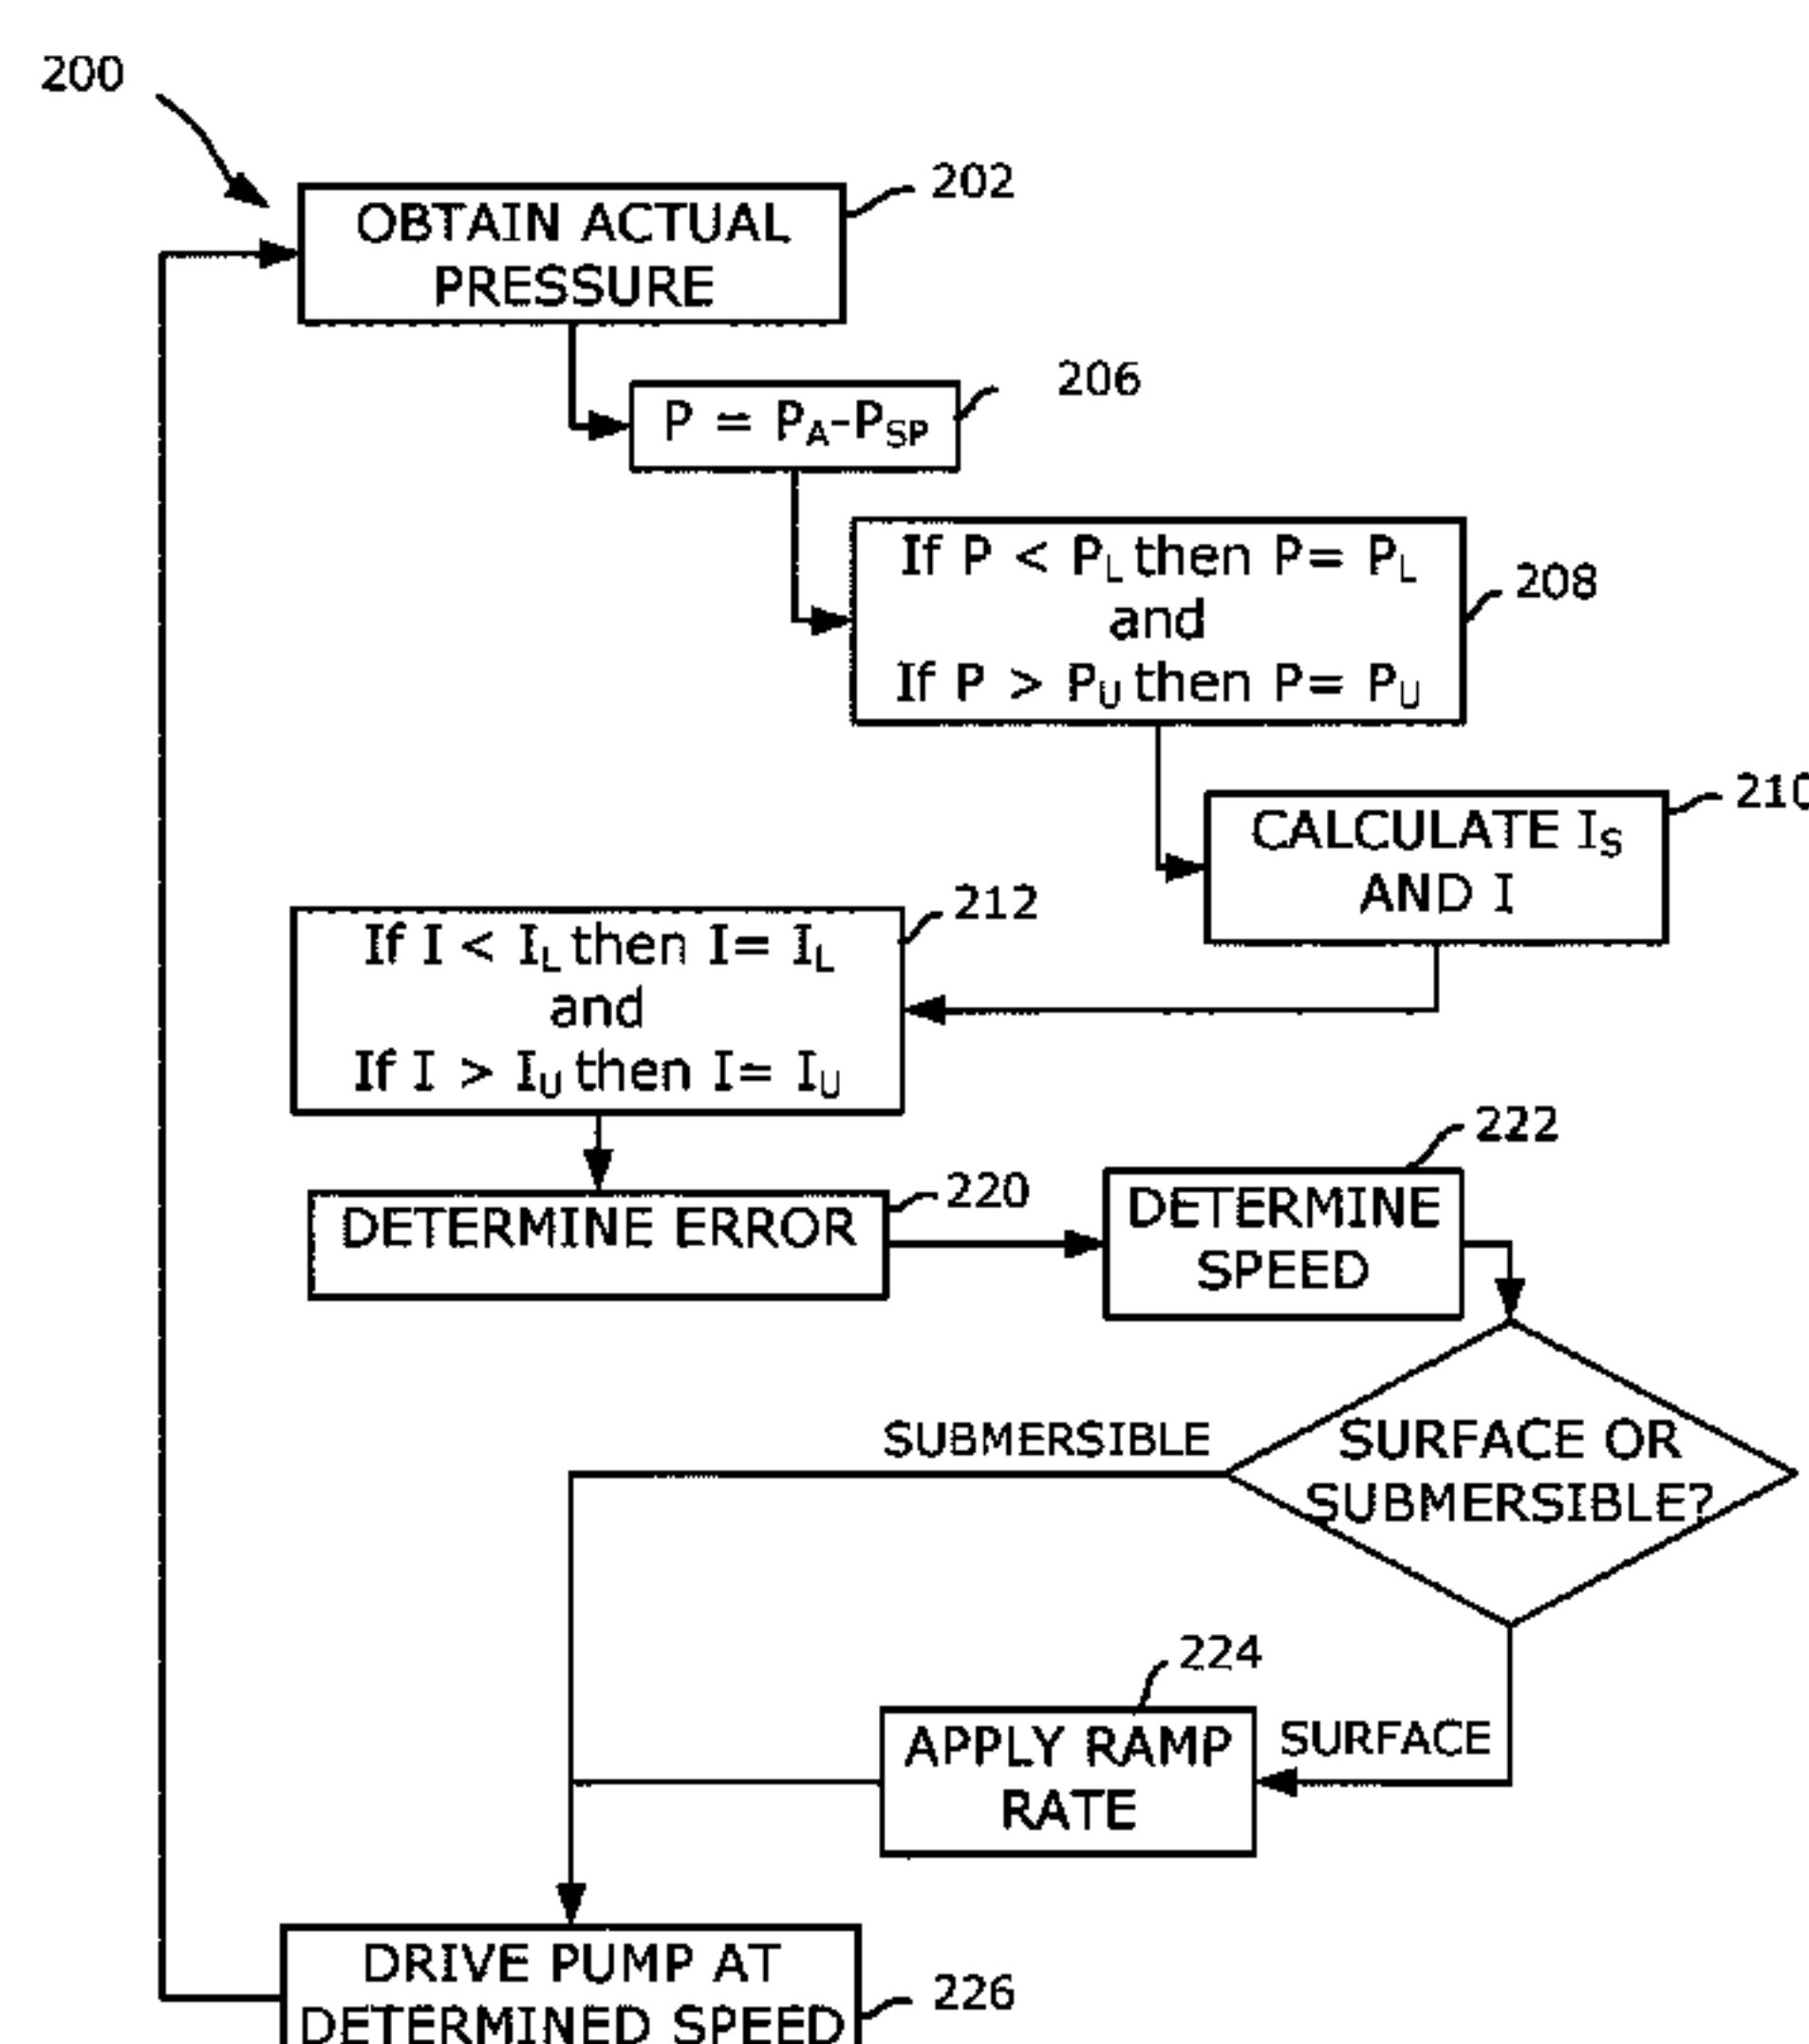 200
202
OBTAIN ACTUAL
PRESSURE
206
P = PA-PSP
If P < PL then P= PL
and
If P > PU then P= PU
208
210
CALCULATE IS
AND I
212
If I < IL then I= IL
and
If I > IU then I= IU
222
220
DETERMINE ERROR
DETERMINE
SPEED
SUBMERSIBLE
SURFACE OR
SUBMERSIBLE?
224
APPLY RAMP
RATE
SURFACE
DRIVE PUMP AT
DETERMINED SPEED
226